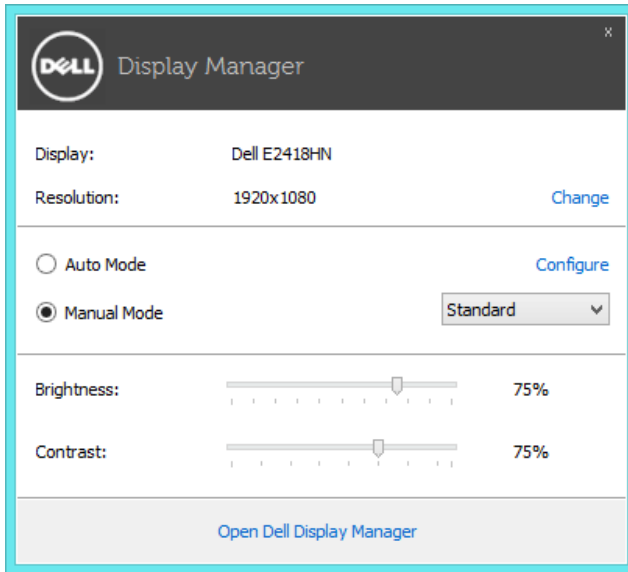 x
DELL Display Manager
Display: Dell E2418HN
Resolution: 1920x1080 Change
Auto Mode Configure
Manual Mode Standard
Brightness: 75%
Contrast: 75%
Open Dell Display Manager